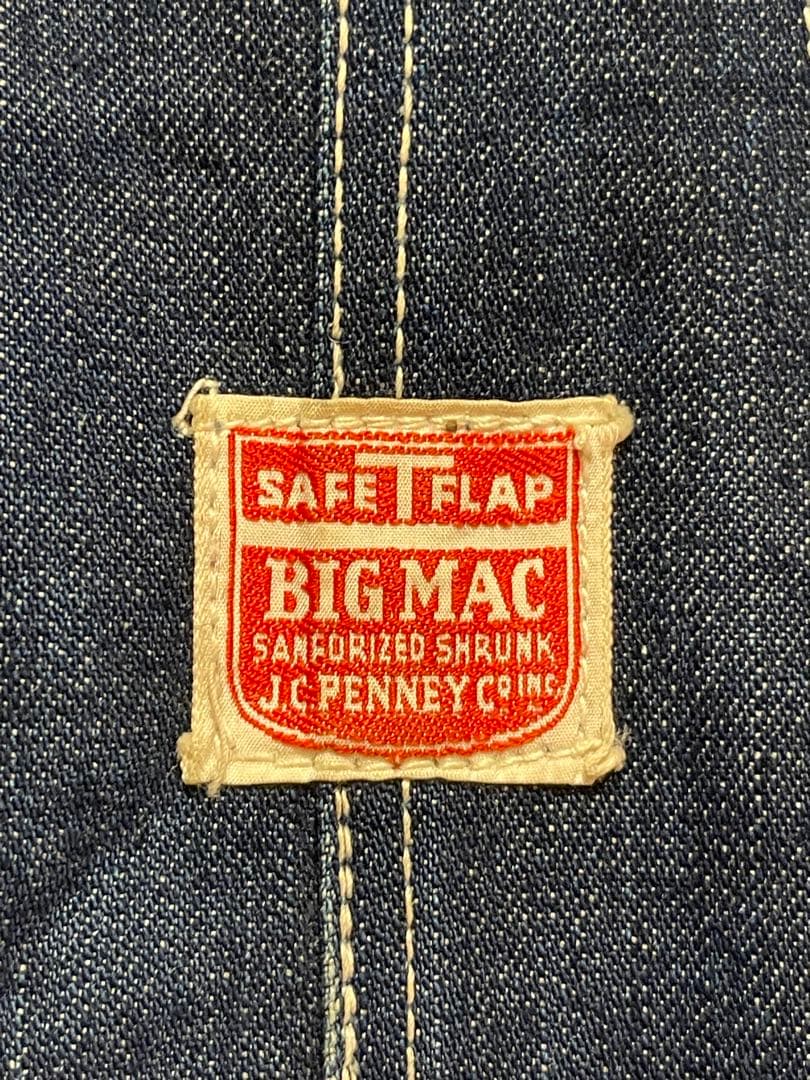 SAFE T FLAP
BIG MAC
SANFORIZED SHRUNK
J.C. PENNEY CO INC.